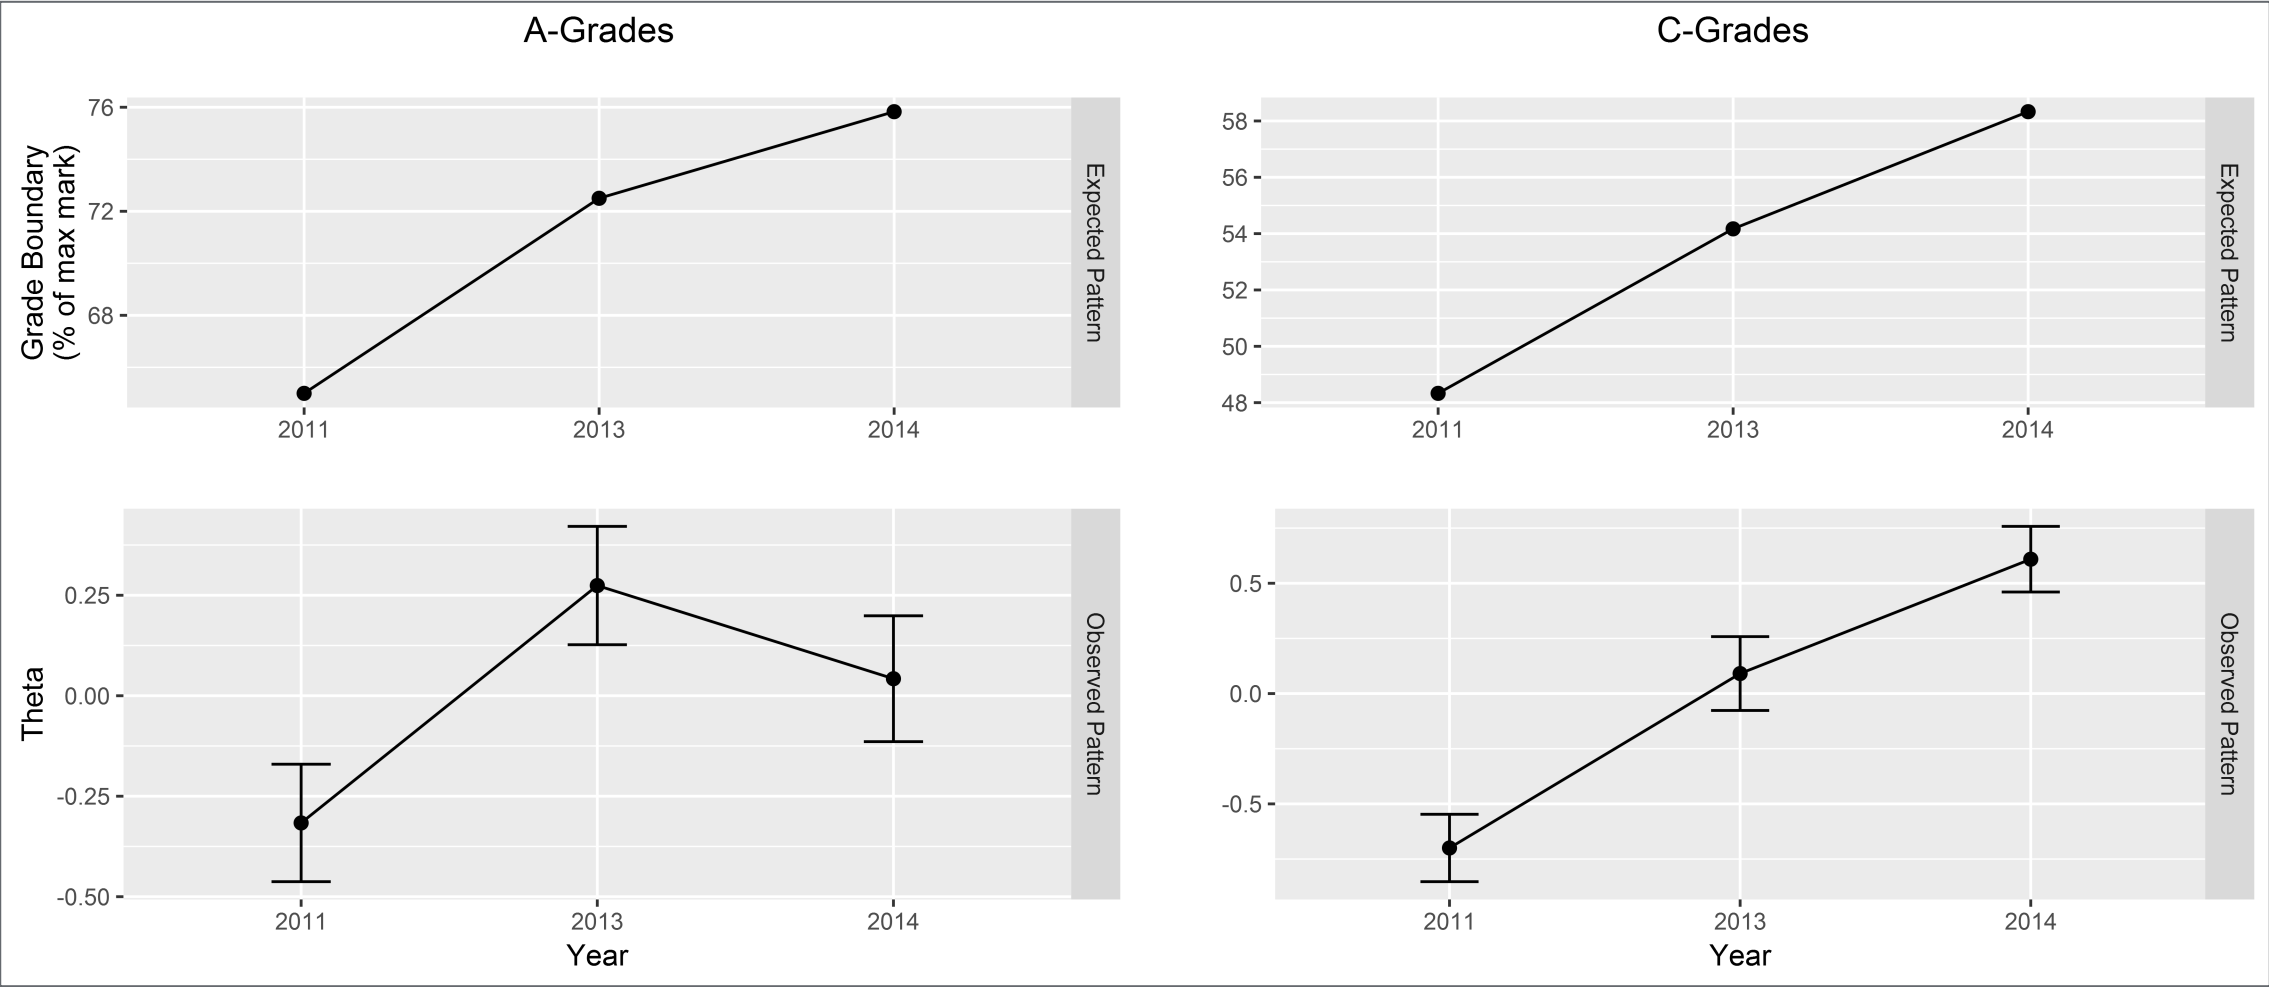 A-Grades
C-Grades
Grade Boundary
(% of max mark)
76
72
68
2011
2013
2014
Expected Pattern
58
56
54
52
50
48
2011
2013
2014
Expected Pattern
Theta
0.25
0.00
-0.25
-0.50
2011
2013
2014
Year
Observed Pattern
0.5
0.0
-0.5
2011
2013
2014
Year
Observed Pattern